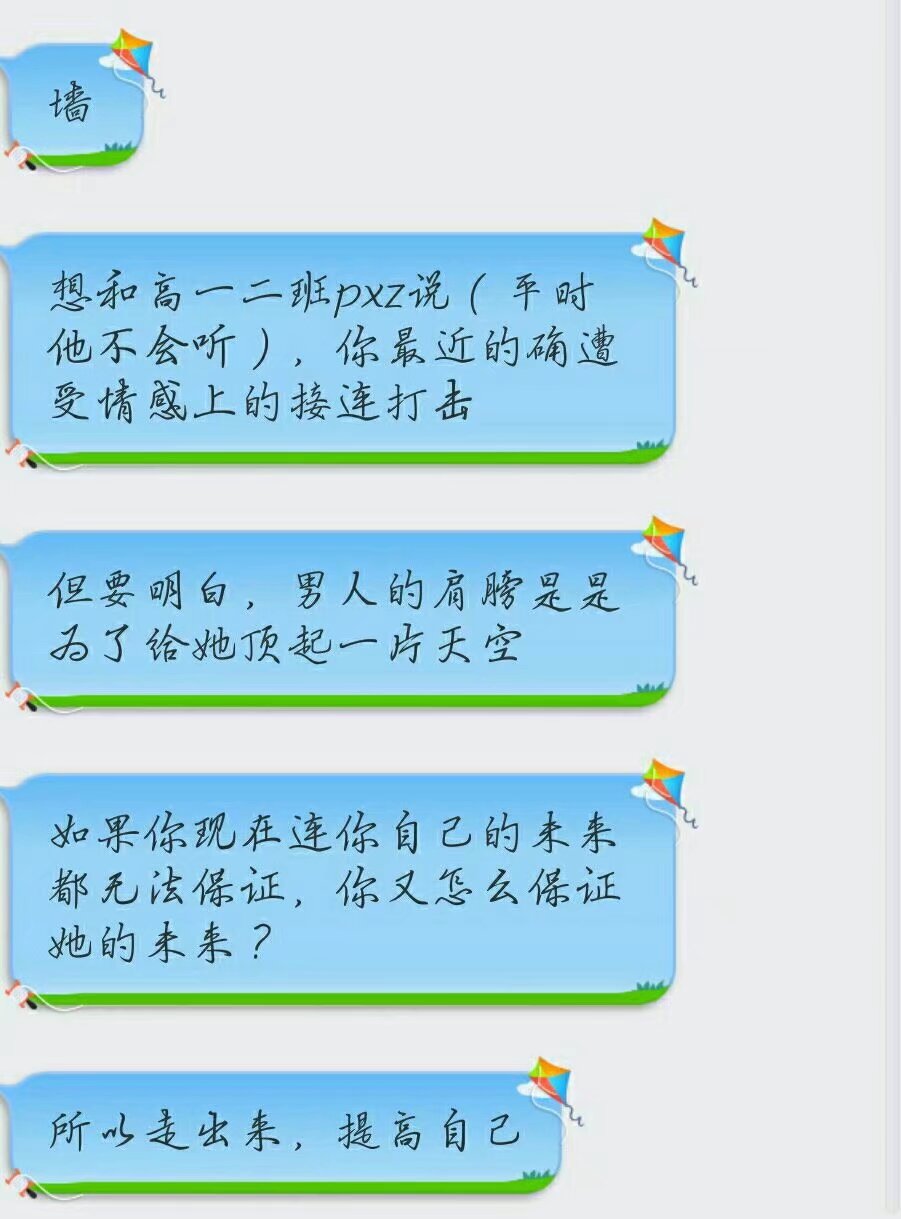 墙
想和高一二班pxz说（平时
他不会听），你最近的确遭
受情感上的接连打击
但要明白，男人的肩膀是是
为了给她顶起一片天空
如果你现在连你自己的未来
都无法保证，你又怎么保证
她的未来？
所以走出来，提高自己